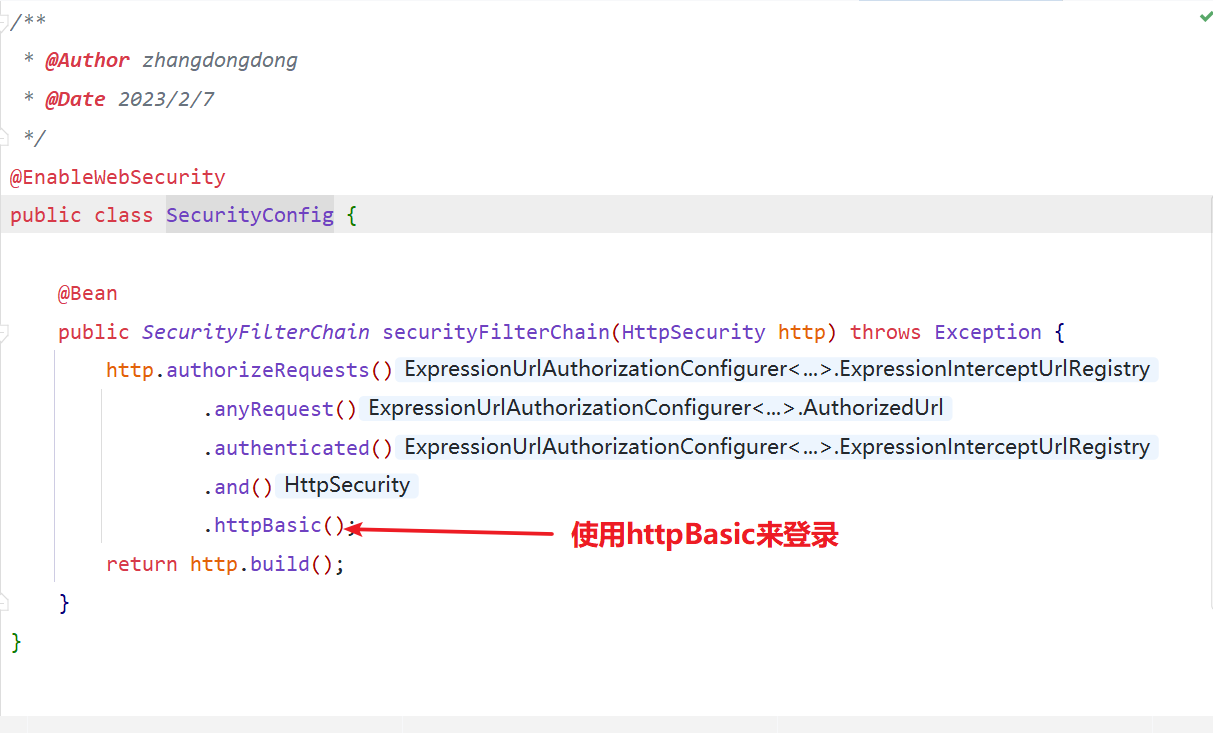 /**
 * @Author zhangdongdong
 * @Date 2023/2/7
 */
@EnableWebSecurity
public class SecurityConfig {
@Bean
public SecurityFilterChain securityFilterChain(HttpSecurity http) throws Exception {
http.authorizeRequests() ExpressionUrlAuthorizationConfigurer<...>.ExpressionInterceptUrlRegistry
.anyRequest() ExpressionUrlAuthorizationConfigurer<...>.AuthorizedUrl
.authenticated() ExpressionUrlAuthorizationConfigurer<...>.ExpressionInterceptUrlRegistry
.and() HttpSecurity
.httpBasic(); 使用httpBasic来登录
return http.build();
}
}